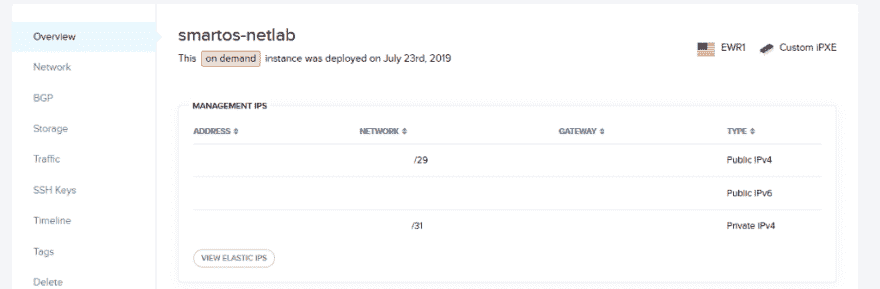 Overview
Network
BGP
Storage
Traffic
SSH Keys
Timeline
Tags
Delete
smartos-netlab
This on demand instance was deployed on July 23rd, 2019
EWR1 Custom iPXE
MANAGEMENT IPS
ADDRESS NETWORK GATEWAY TYPE
/29 Public IPv4
Public IPv6
/31 Private IPv4
VIEW ELASTIC IPS